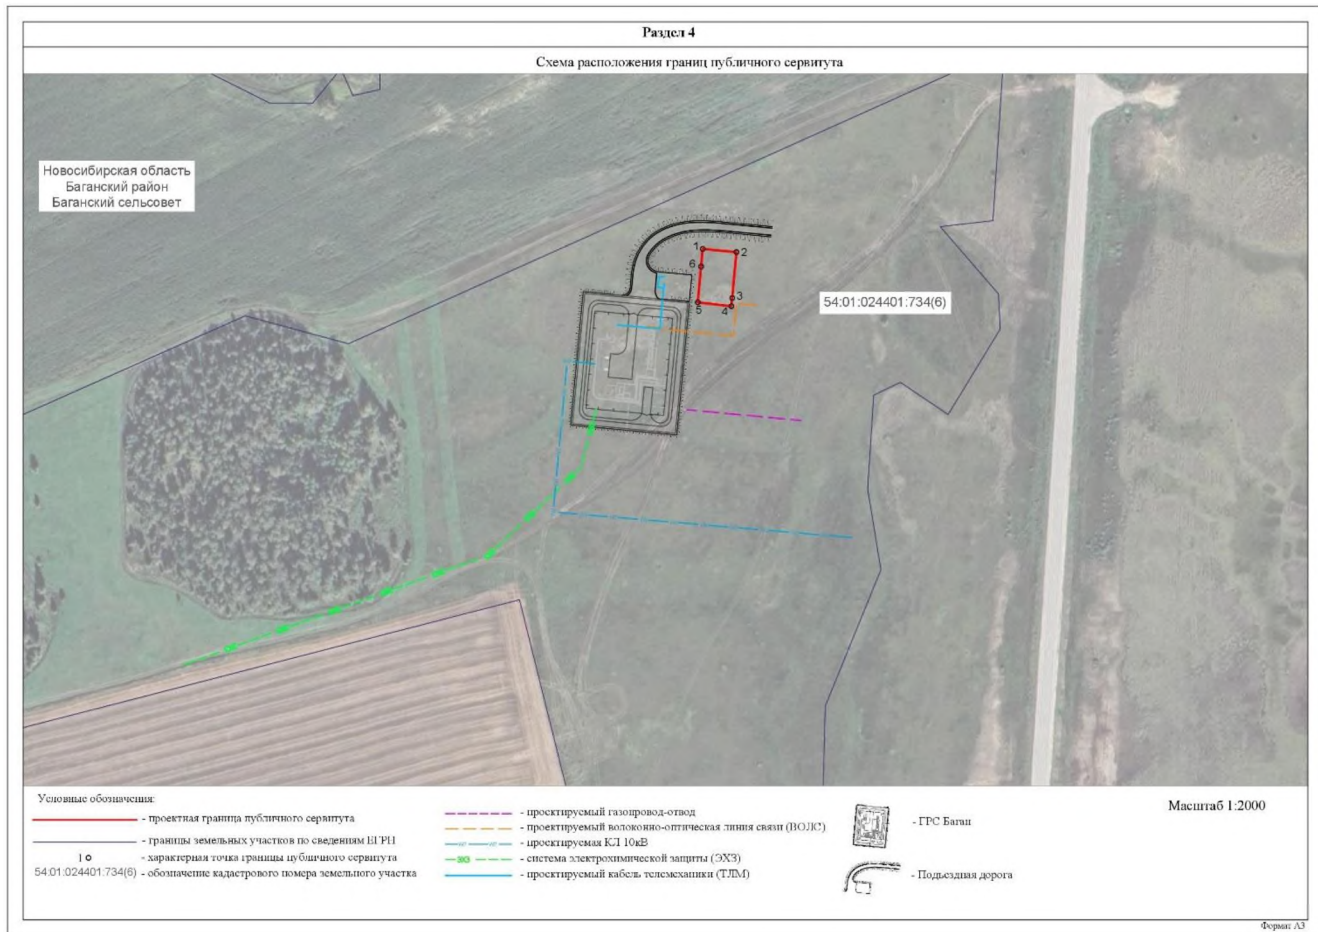 Раздел 4
Схема расположения границ публичного сервитута
Новосибирская область
Баганский район
Баганский сельсовет
1
2
6
3
5
4
54:01:024401:734(6)
Условные обозначения:
- проектная граница публичного сервитута
- границы земельных участков по сведениям ЕГРН
1
- характерная точка границы публичного сервитута
54:01:024401:734(6) - обозначение кадастрового номера земельного участка
- проектируемый газопровод-отвод
- проектируемый волоконно-оптическая линия связи (ВОЛС)
- проектируемая КЛ 10кВ
- система электрохимической защиты (ЭХЗ)
- проектируемый кабель телемеханики (ТЛМ)
- ГРС Баган
- Подъездная дорога
Масштаб 1:2000
Формат А3